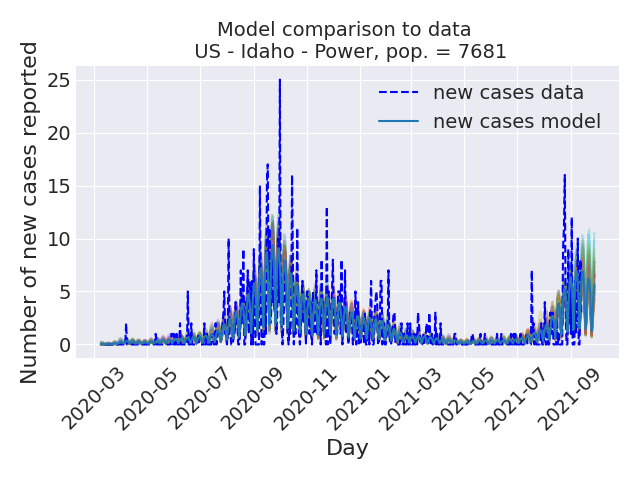 Model comparison to data
US - Idaho - Power, pop. = 7681
Number of new cases reported
25
20
15
10
5
0
new cases data
new cases model
2020-03
2020-05
2020-07
2020-09
2020-11
2021-01
2021-03
2021-05
2021-07
2021-09
Day